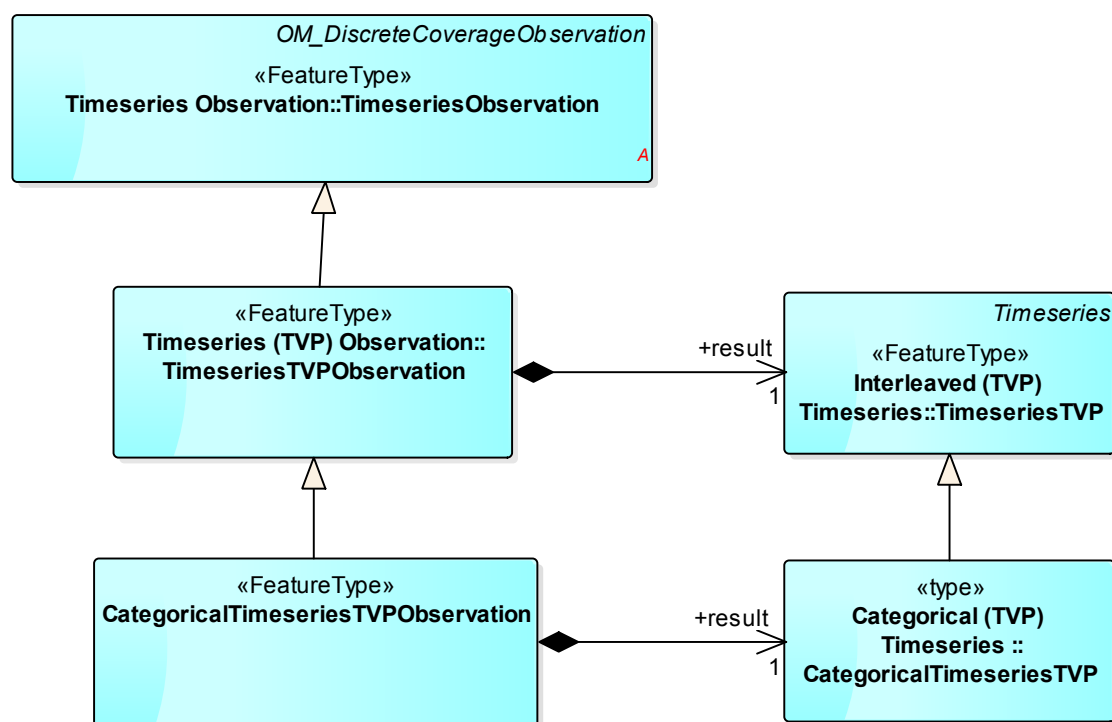 OM_DiscreteCoverageObservation
«FeatureType»
Timeseries Observation::TimeseriesObservation
A
«FeatureType»
Timeseries (TVP) Observation::
TimeseriesTVPObservation
+result
1
Timeseries
«FeatureType»
Interleaved (TVP)
Timeseries::TimeseriesTVP
«FeatureType»
CategoricalTimeseriesTVPObservation
+result
1
«type»
Categorical (TVP)
Timeseries ::
CategoricalTimeseriesTVP